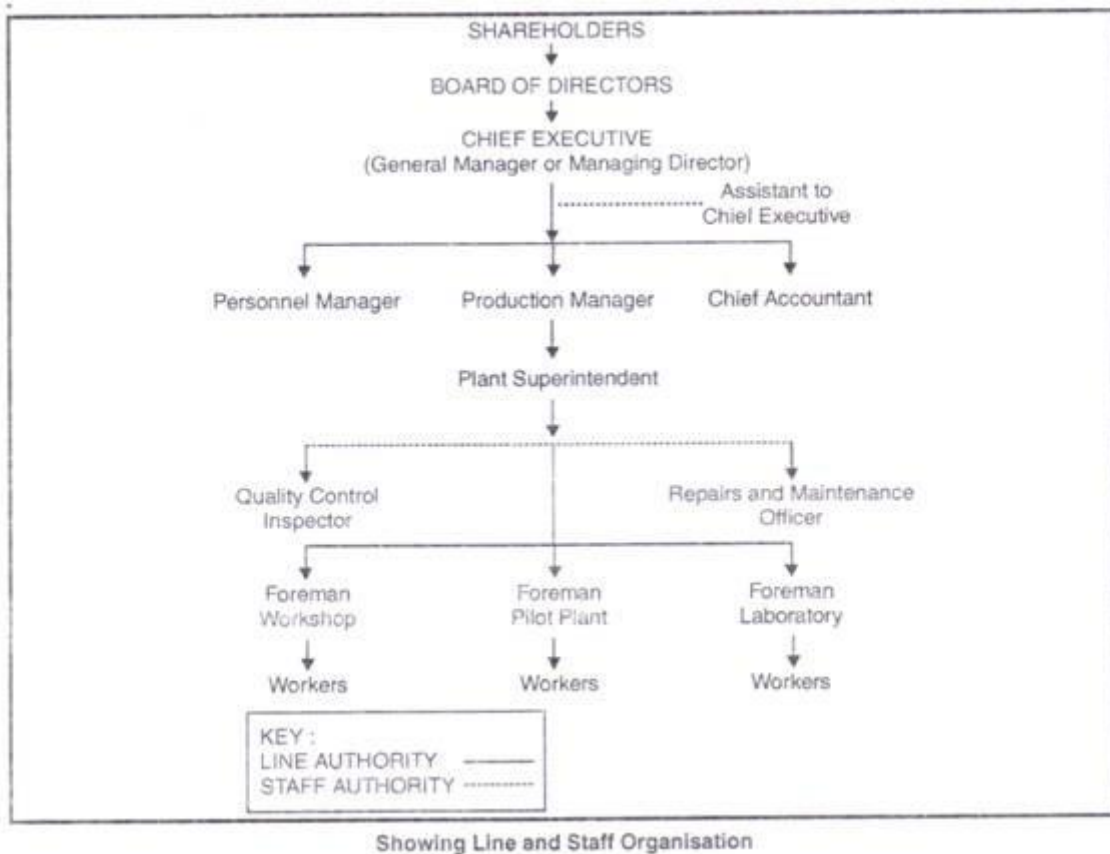 SHAREHOLDERS
BOARD OF DIRECTORS
CHIEF EXECUTIVE
(General Manager or Managing Director)
Assistant to
Chief Executive
Personnel Manager
Production Manager
Chief Accountant
Plant Superintendent
Quality Control
Inspector
Repairs and Maintenance
Officer
Foreman
Workshop
Foreman
Pilot Plant
Foreman
Laboratory
Workers
Workers
Workers
KEY :
LINE AUTHORITY
STAFF AUTHORITY
Showing Line and Staff Organisation